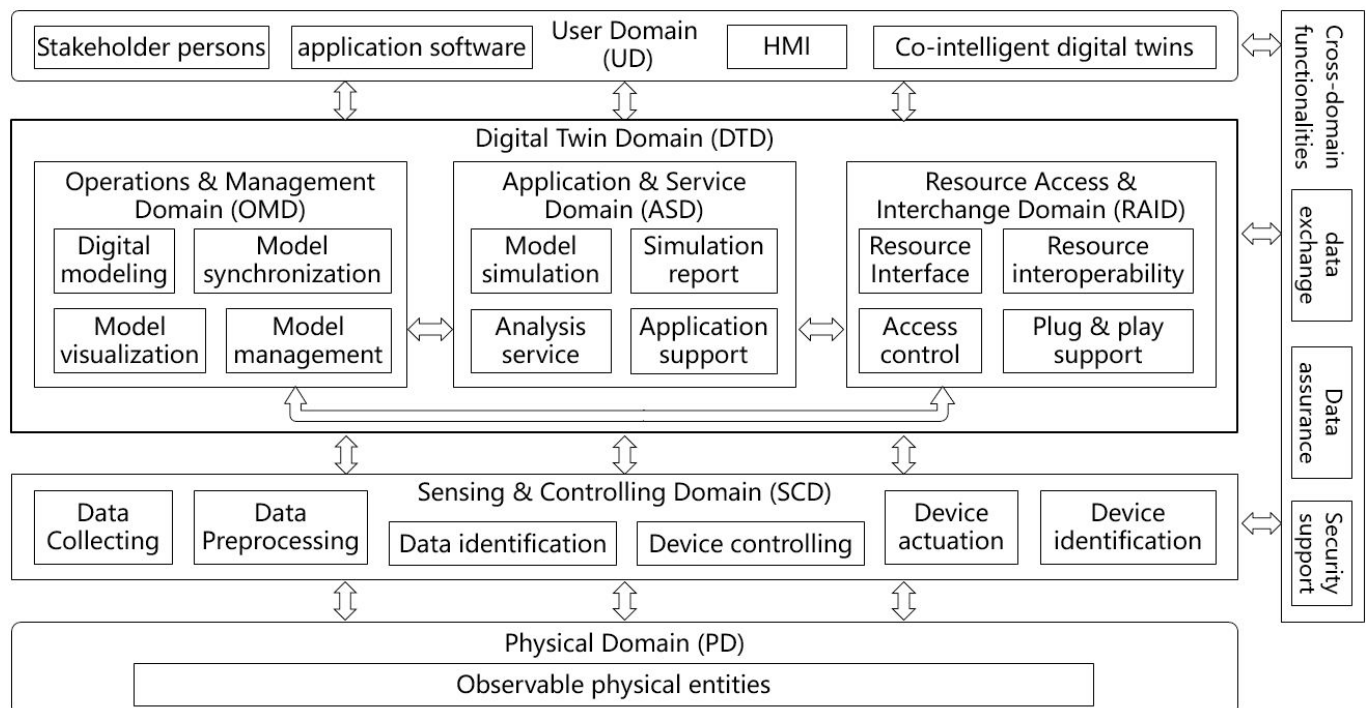 Stakeholder persons
application software
User Domain
(UD)
HMI
Co-intelligent digital twins
Digital Twin Domain (DTD)
Operations & Management
Domain (OMD)
Digital
modeling
Model
synchronization
Model
visualization
Model
management
Application & Service
Domain (ASD)
Model
simulation
Simulation
report
Analysis
service
Application
support
Resource Access &
Interchange Domain (RAID)
Resource
Interface
Resource
interoperability
Access
control
Plug & play
support
Sensing & Controlling Domain (SCD)
Data
Collecting
Data
Preprocessing
Data identification
Device controlling
Device
actuation
Device
identification
Physical Domain (PD)
Observable physical entities
Cross-domain
functionalities
data
exchange
Data
assurance
Security
support